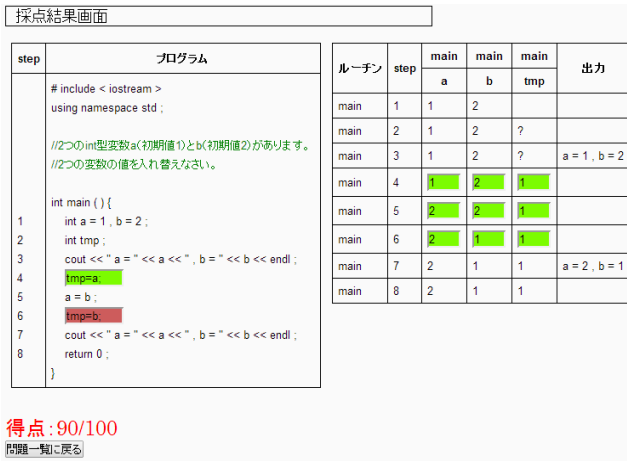 採点結果画面
step プログラム
# include < iostream >
using namespace std ;
//2つのint型変数a(初期値1)とb(初期値2)があります。
//2つの変数の値を入れ替えなさい。
int main ( ) {
1 int a = 1 , b = 2 ;
2 int tmp ;
3 cout << " a = " << a << " , b = " << b << endl ;
4 tmp=a;
5 a = b ;
6 tmp=b;
7 cout << " a = " << a << " , b = " << b << endl ;
8 return 0 ;
}
ルーチン step main main main 出力
a b tmp
main 1 1 2
main 2 1 2 ?
main 3 1 2 ? a = 1 , b = 2
main 4 1 2 1
main 5 2 2 1
main 6 2 1 1
main 7 2 1 1 a = 2 , b = 1
main 8 2 1 1
得点:90/100
問題一覧に戻る